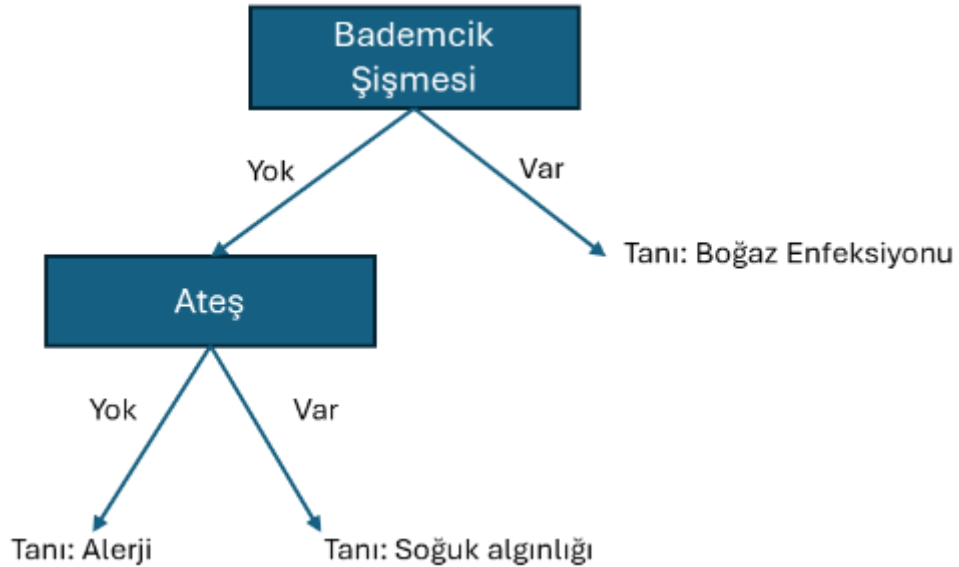 Bademcik
Şişmesi
Yok
Var
Tanı: Boğaz Enfeksiyonu
Ateş
Yok
Var
Tanı: Alerji
Tanı: Soğuk algınlığı